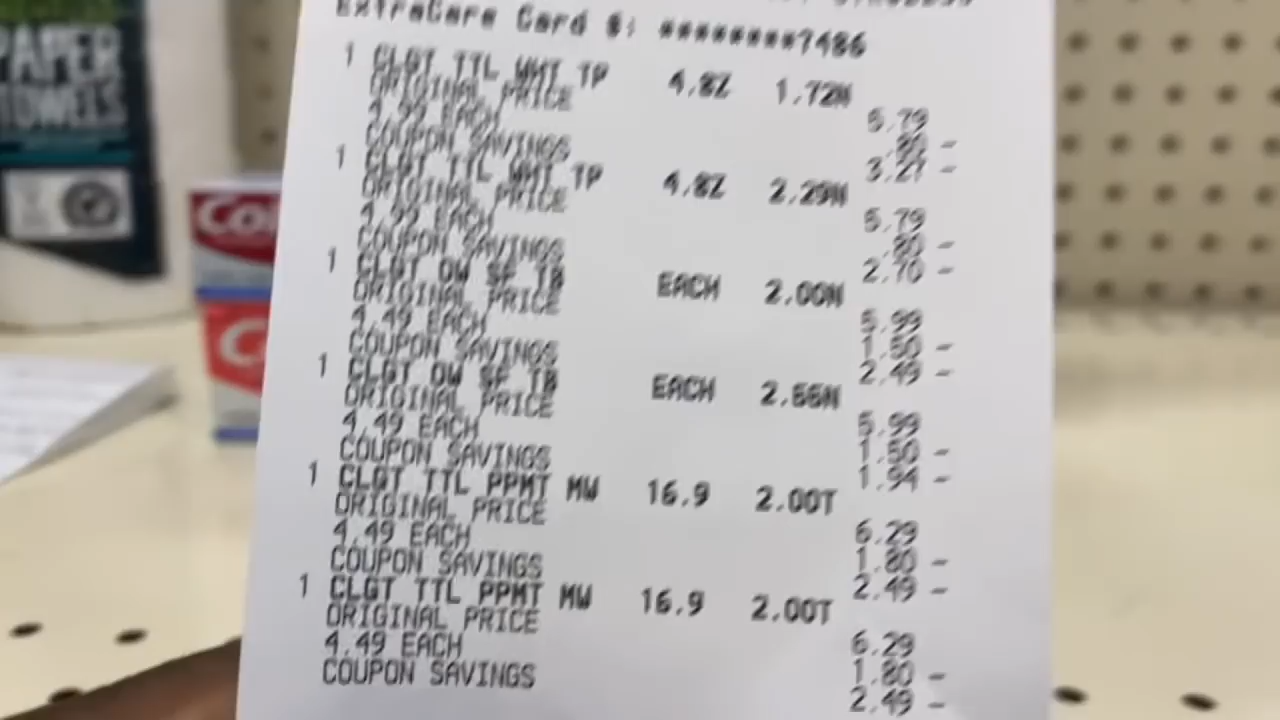 PAPER
TOWELS
Col
C
ExtraCare Card #: ********7486
1 CLGT TTL WHT TP 4.8Z 1.72N
ORIGINAL PRICE 5.79
4.99 EACH .80 -
COUPON SAVINGS 3.27 -
1 CLGT TTL WHT TP 4.8Z 2.29N
ORIGINAL PRICE 5.79
4.99 EACH .80 -
COUPON SAVINGS 2.70 -
1 CLGT OW SF TB EACH 2.00N
ORIGINAL PRICE 5.99
4.49 EACH 1.50 -
COUPON SAVINGS 2.49 -
1 CLGT OW SF TB EACH 2.55N
ORIGINAL PRICE 5.99
4.49 EACH 1.50 -
COUPON SAVINGS 1.94 -
1 CLGT TTL PPMT MW 16.9 2.00T
ORIGINAL PRICE 6.29
4.49 EACH 1.80 -
COUPON SAVINGS 2.49 -
1 CLGT TTL PPMT MW 16.9 2.00T
ORIGINAL PRICE 6.29
4.49 EACH 1.80 -
COUPON SAVINGS 2.49 -